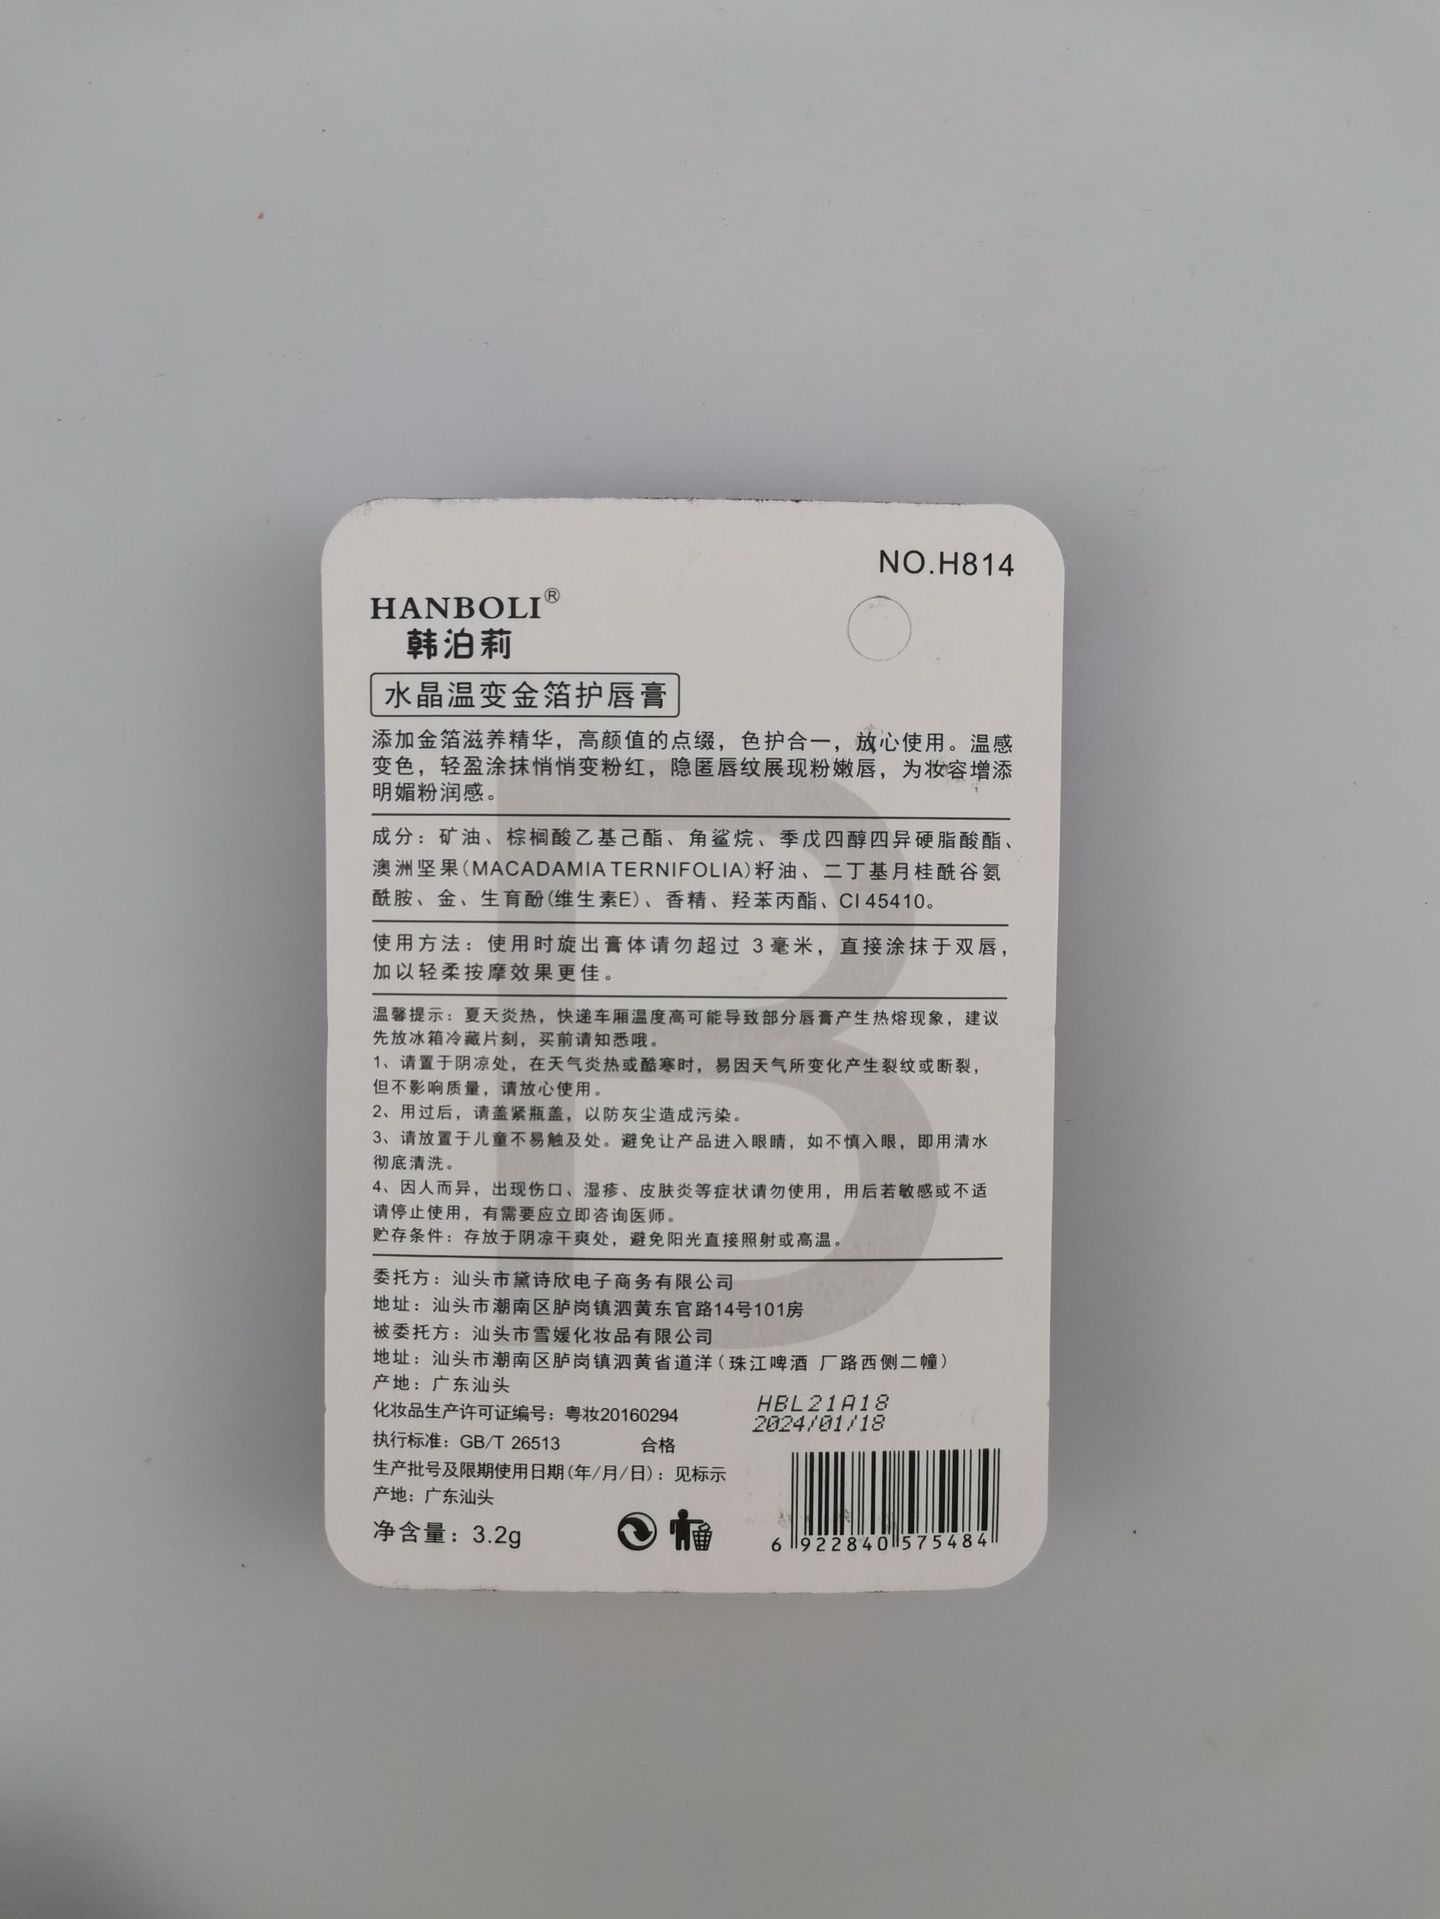 NO.H814
HANBOLI®
韩泊莉
水晶温变金箔护唇膏
添加金箔滋养精华，高颜值的点缀，色护合一，放心使用。温感
变色，轻盈涂抹悄悄变粉红，隐匿唇纹展现粉嫩唇，为妆容增添
明媚粉润感。
成分：矿油、棕榈酸乙基己酯、角鲨烷、季戊四醇四异硬脂酸酯、
澳洲坚果(MACADAMIA TERNIFOLIA)籽油、二丁基月桂酰谷氨
酰胺、金、生育酚(维生素E)、香精、羟苯丙酯、CI 45410。
使用方法：使用时旋出膏体请勿超过 3 毫米，直接涂抹于双唇，
加以轻柔按摩效果更佳。
温馨提示：夏天炎热，快递车厢温度高可能导致部分唇膏产生热熔现象，建议
先放冰箱冷藏片刻，买前请知悉哦。
1、请置于阴凉处，在天气炎热或酷寒时，易因天气所变化产生裂纹或断裂，
但不影响质量，请放心使用。
2、用过后，请盖紧瓶盖，以防灰尘造成污染。
3、请放置于儿童不易触及处。避免让产品进入眼睛，如不慎入眼，即用清水
彻底清洗。
4、因人而异，出现伤口、湿疹、皮肤炎等症状请勿使用，用后若敏感或不适
请停止使用，有需要应立即咨询医师。
贮存条件：存放于阴凉干爽处，避免阳光直接照射或高温。
委托方：汕头市黛诗欣电子商务有限公司
地址：汕头市潮南区胪岗镇泗黄东官路14号101房
被委托方：汕头市雪媛化妆品有限公司
地址：汕头市潮南区胪岗镇泗黄省道洋（珠江啤酒 厂路西侧二幢）
产地：广东汕头
化妆品生产许可证编号：粤妆20160294
HBL21A18
2024/01/18
执行标准：GB/T 26513 合格
生产批号及限期使用日期(年/月/日)：见标示
产地：广东汕头
净含量：3.2g
6 922840 575484